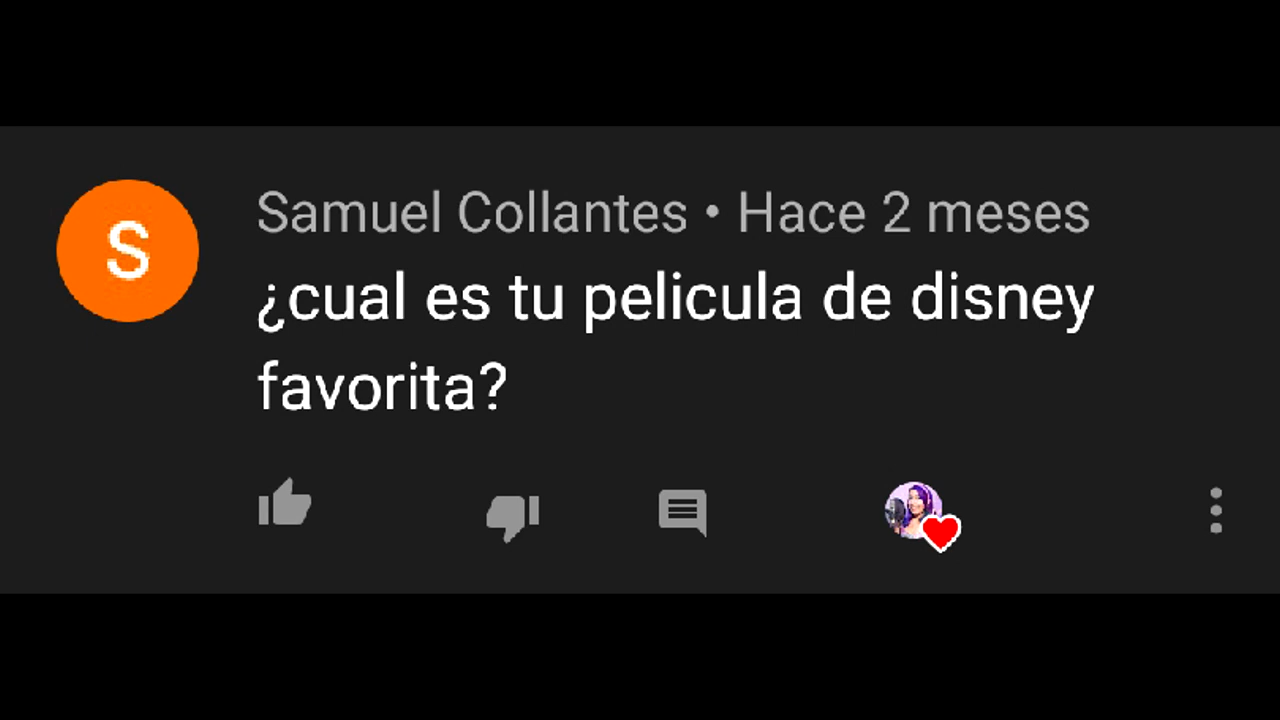 S
Samuel Collantes • Hace 2 meses
¿cual es tu pelicula de disney
favorita?